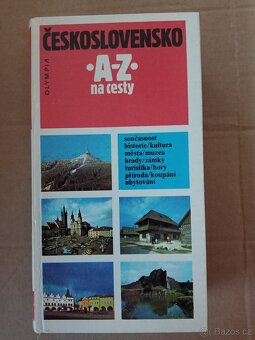 ČESKOSLOVENSKO
OLYMPIA
·A-Z·
na cesty
současnost
historie/kultura
města/muzea
hrady/zámky
turistika/hory
příroda/koupání
ubytování
Bazoš.cz